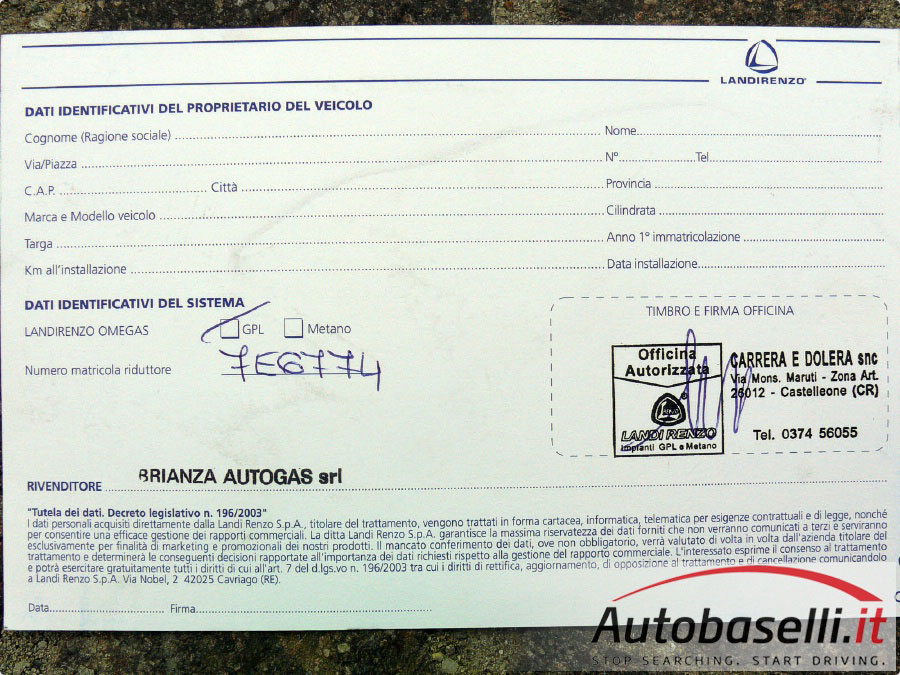 LANDIRENZO®
DATI IDENTIFICATIVI DEL PROPRIETARIO DEL VEICOLO
Cognome (Ragione sociale) Nome
Via/Piazza N° Tel
C.A.P. Città Provincia
Marca e Modello veicolo Cilindrata
Targa Anno 1° immatricolazione
Km all'installazione Data installazione
DATI IDENTIFICATIVI DEL SISTEMA
LANDIRENZO OMEGAS GPL Metano
Numero matricola riduttore 7E6774
TIMBRO E FIRMA OFFICINA
Officina
Autorizzata
LANDI RENZO
Impianti GPL e Metano
CARRERA E DOLERA snc
Via Mons. Maruti - Zona Art.
26012 - Castelleone (CR)
Tel. 0374 56055
RIVENDITORE BRIANZA AUTOGAS srl
"Tutela dei dati. Decreto legislativo n. 196/2003"
I dati personali acquisiti direttamente dalla Landi Renzo S.p.A., titolare del trattamento, vengono trattati in forma cartacea, informatica, telematica per esigenze contrattuali e di legge, nonchè
per consentire una efficace gestione dei rapporti commerciali. La ditta Landi Renzo S.p.A. garantisce la massima riservatezza dei dati forniti che non verranno comunicati a terzi e serviranno
esclusivamente per finalità di marketing e promozionali dei nostri prodotti. Il mancato conferimento dei dati, ove non obbligatorio, verrà valutato di volta in volta dall'azienda titolare del
trattamento e determinerà le conseguenti decisioni rapportate all'importanza dei dati richiesti rispetto alla gestione del rapporto commerciale. L'interessato esprime il consenso al trattamento
e potrà esercitare gratuitamente tutti i diritti di cui all'art. 7 del d.lgs.vo n. 196/2003 tra cui i diritti di rettifica, aggiornamento, di opposizione al trattamento e di cancellazione comunicandolo
a Landi Renzo S.p.A. Via Nobel, 2 42025 Cavriago (RE).
Data Firma
Autobaselli.it
STOP SEARCHING. START DRIVING.